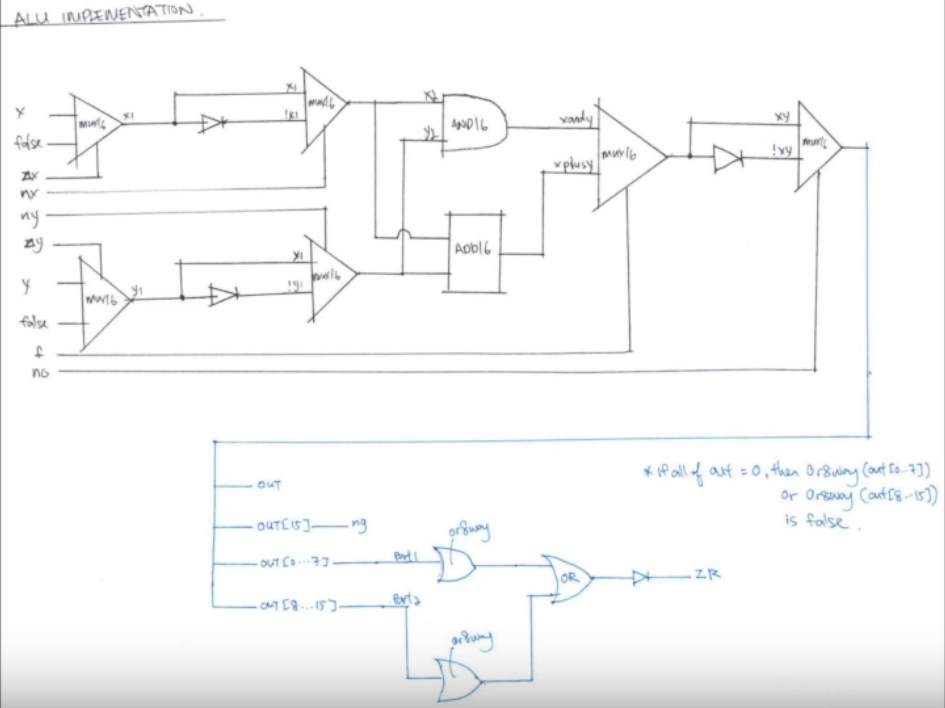 ALU IMPLEMENTATION.
x
false
zx
nx
ny
zy
y
false
f
no
mux16
x1
x1
!x1
mux16
x2
y2
AND16
xandy
xplusy
mux16
xy
!xy
mux16
mux16
y1
x1
!y1
mux16
ADD16
OUT
OUT[15] ng
OUT[0...7] Part1
OUT[8...15] Part2
or8way
OR
ZR
or8way
* if all of out = 0, then Or8way (out[0..7])
or Or8way (out[8-15])
is false.